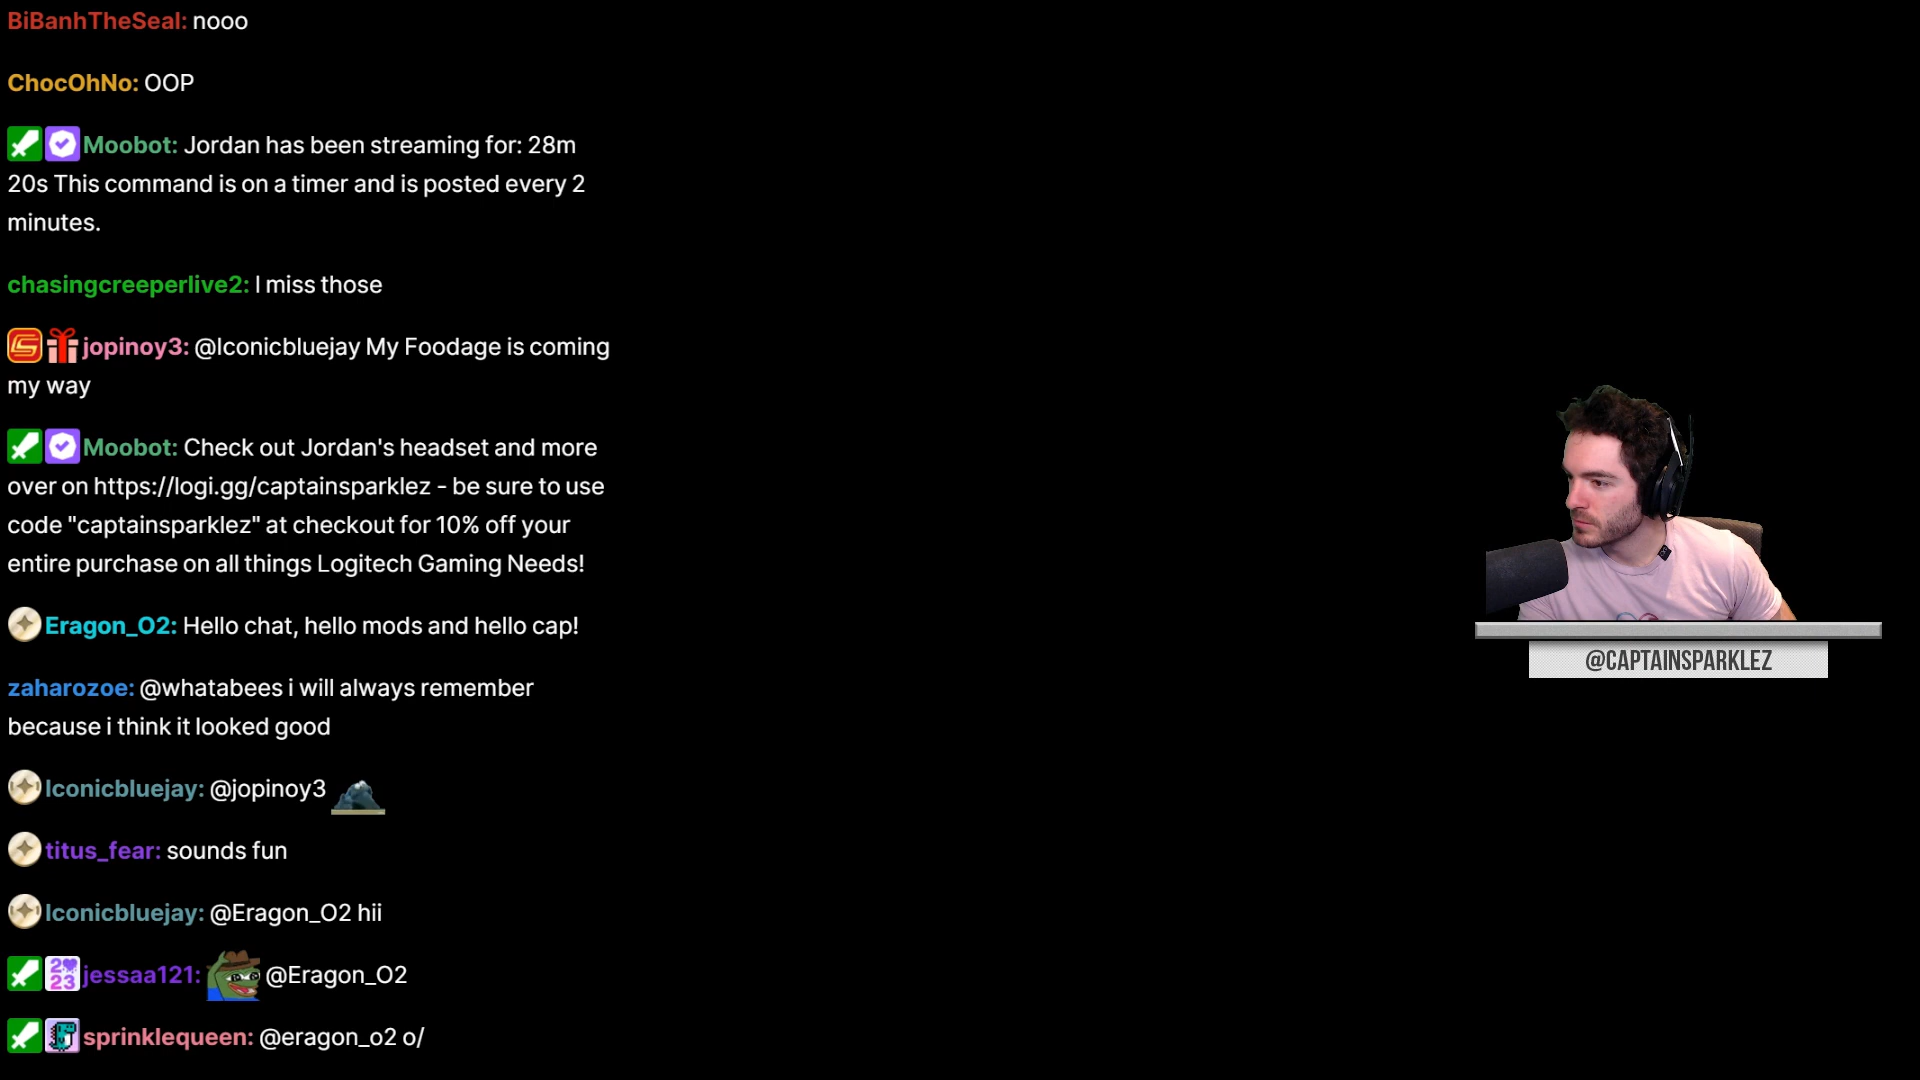 BiBanhTheSeal: nooo
ChocOhNo: OOP
Moobot: Jordan has been streaming for: 28m
20s This command is on a timer and is posted every 2
minutes.
chasingcreeperlive2: I miss those
jopinoy3: @Iconicbluejay My Foodage is coming
my way
Moobot: Check out Jordan's headset and more
over on https://logi.gg/captainsparklez - be sure to use
code "captainsparklez" at checkout for 10% off your
entire purchase on all things Logitech Gaming Needs!
Eragon_O2: Hello chat, hello mods and hello cap!
zaharozoe: @whatabees i will always remember
because i think it looked good
Iconicbluejay: @jopinoy3
titus_fear: sounds fun
Iconicbluejay: @Eragon_O2 hii
2023 jessaa121: @Eragon_O2
sprinklequeen: @eragon_o2 o/
@CAPTAINSPARKLEZ